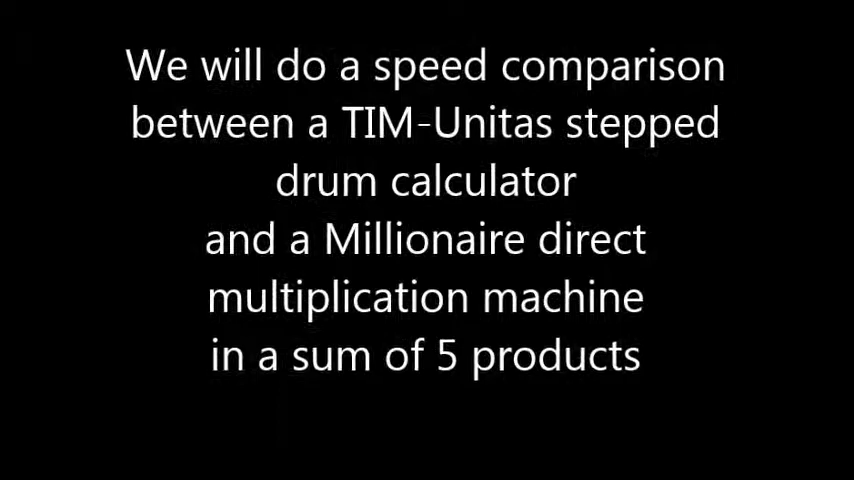 We will do a speed comparison
between a TIM-Unitas stepped
drum calculator
and a Millionaire direct
multiplication machine
in a sum of 5 products